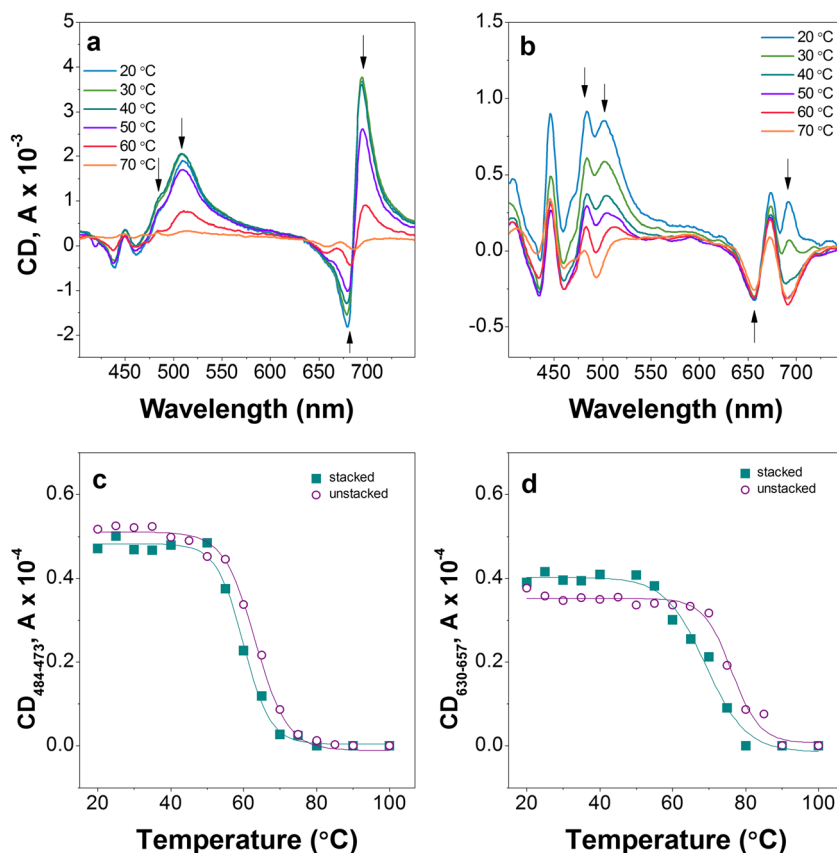 a
CD, A x 10-3
5
4
3
2
1
0
-1
-2
20 °C
30 °C
40 °C
50 °C
60 °C
70 °C
450 500 550 600 650 700
Wavelength (nm)
b
1.5
1.0
0.5
0.0
-0.5
20 °C
30 °C
40 °C
50 °C
60 °C
70 °C
450 500 550 600 650 700
Wavelength (nm)
c
CD484-473, A x 10-4
0.6
0.4
0.2
0.0
stacked
unstacked
20 40 60 80 100
Temperature (°C)
d
CD630-657, A x 10-4
0.6
0.4
0.2
0.0
stacked
unstacked
20 40 60 80 100
Temperature (°C)